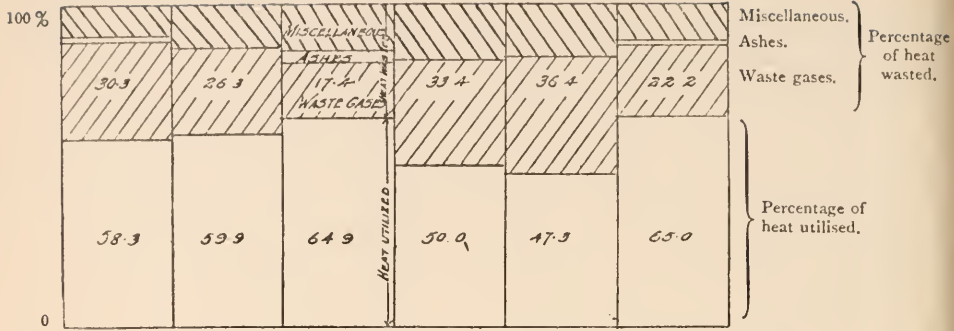 100 %
MISCELLANEOUS
ASHES
30·3 26 3 17·4 33 4 36 4 22 2
WASTE GASES
HEAT WASTED
58·3 59 9 64 9 50·0 47·3 65·0
HEAT UTILIZED
0
Miscellaneous.
Ashes.
Waste gases.
Percentage
of heat
wasted.
Percentage of
heat utilised.